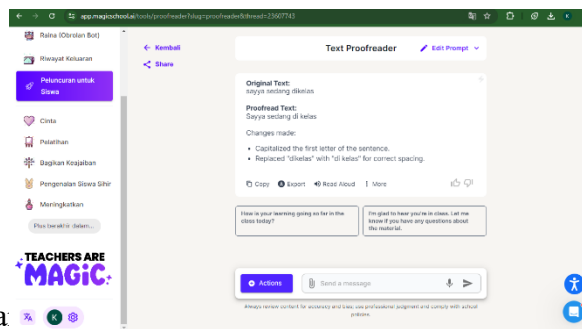 app.magicschool.ai/tools/proofreader?slug=proofreader&thread=23607743
Raina (Obrolan Bot)
Riwayat Keluaran
Peluncuran untuk
Siswa
Cinta
Pelatihan
Bagikan Keajaiban
Pengenalan Siswa Sihir
Meningkatkan
Plus berakhir dalam...
TEACHERS ARE
MAGiC
K
Kembali
Share
Text Proofreader
Edit Prompt
Original Text:
sayya sedang dikelas
Proofread Text:
Sayya sedang di kelas
Changes made:
• Capitalized the first letter of the sentence.
• Replaced "dikelas" with "di kelas" for correct spacing.
Copy Export Read Aloud More
How is your learning going so far in the
class today?
I'm glad to hear you're in class. Let me
know if you have any questions about
the material.
Actions
Send a message
Always review content for accuracy and bias, use professional judgment and comply with school
policies.